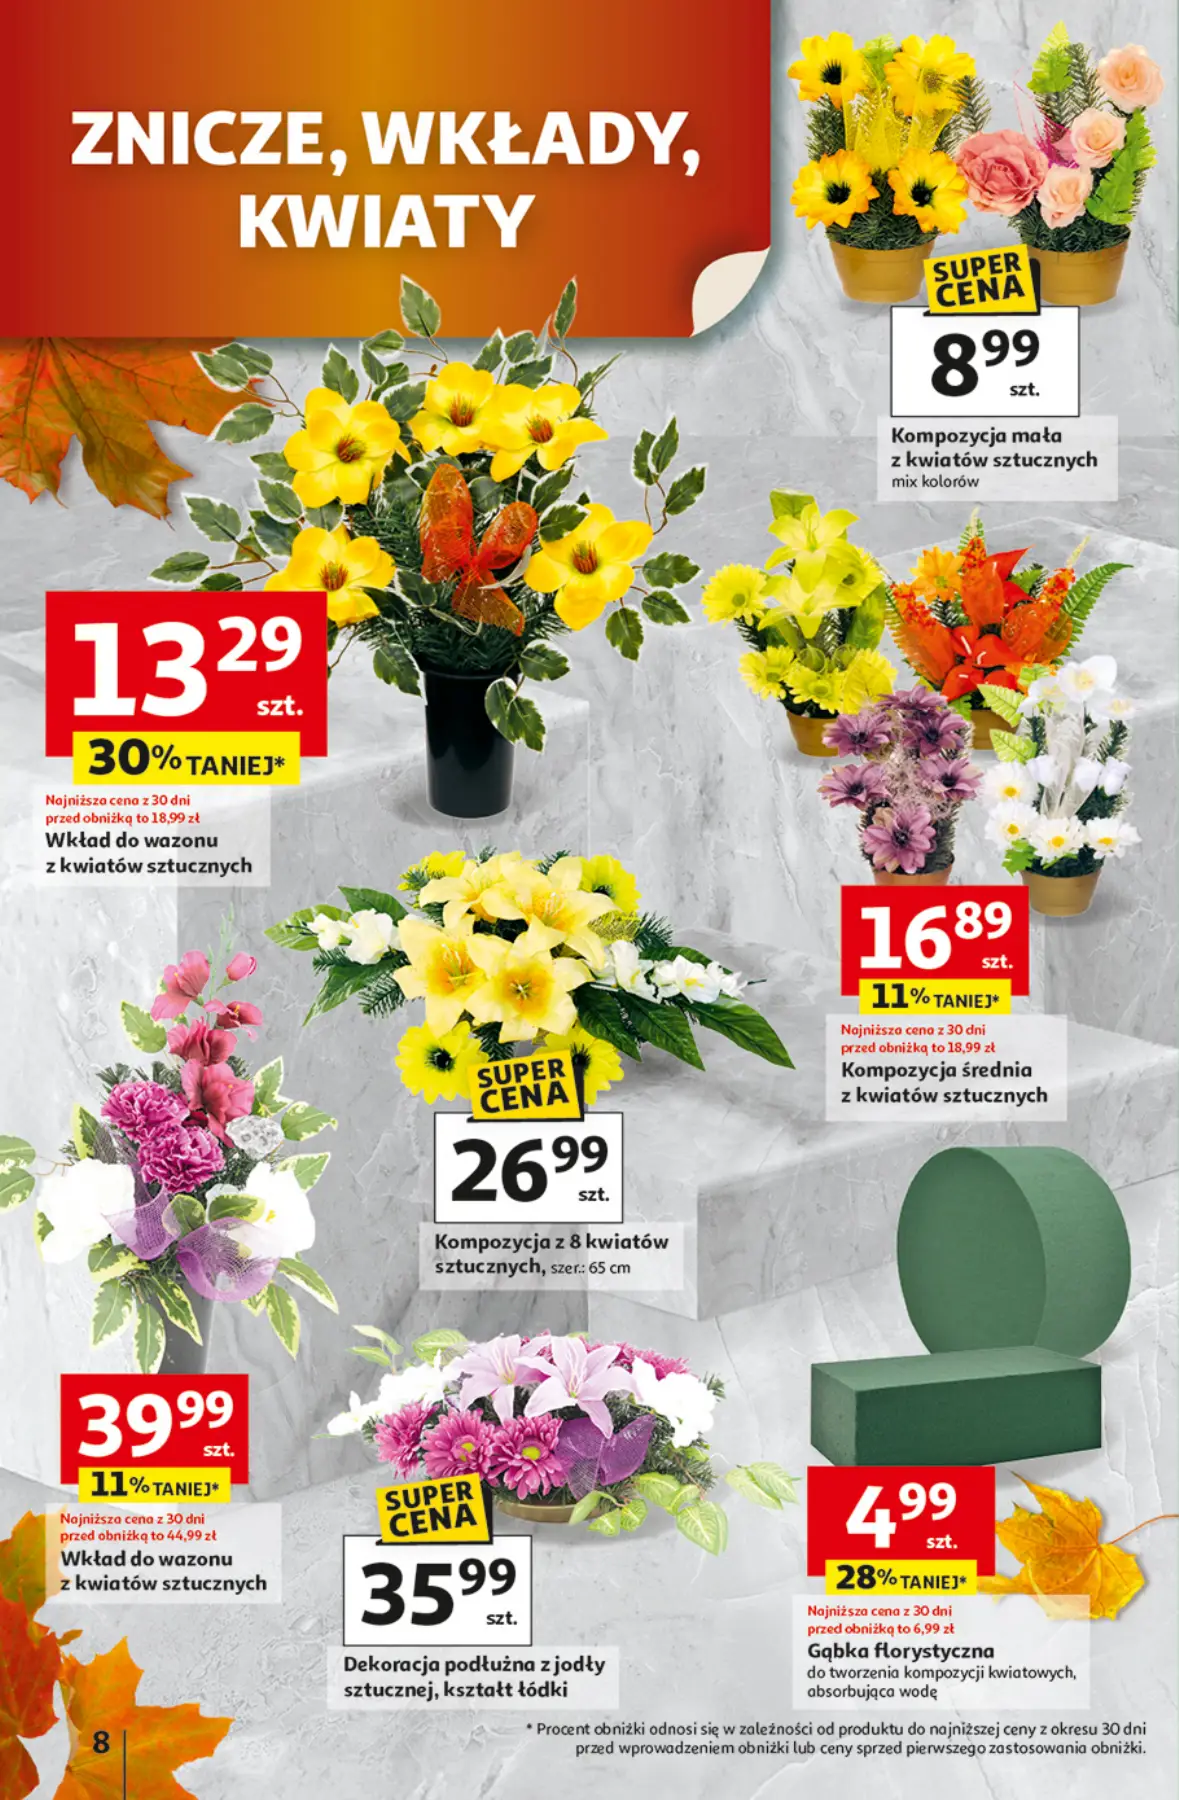 ZNICZE, WKŁADY,
KWIATY
SUPER
CENA
8 99
szt.
Kompozycja mała
z kwiatów sztucznych
mix kolorów
13 29
szt.
30% TANIEJ*
Najniższa cena z 30 dni
przed obniżką to 18,99 zł
Wkład do wazonu
z kwiatów sztucznych
16 89
szt.
11% TANIEJ*
Najniższa cena z 30 dni
przed obniżką to 18,99 zł
Kompozycja średnia
z kwiatów sztucznych
SUPER
CENA
26 99
szt.
Kompozycja z 8 kwiatów
sztucznych, szer.: 65 cm
39 99
szt.
11% TANIEJ*
Najniższa cena z 30 dni
przed obniżką to 44,99 zł
Wkład do wazonu
z kwiatów sztucznych
SUPER
CENA
35 99
szt.
Dekoracja podłużna z jodły
sztucznej, kształt łódki
4 99
szt.
28% TANIEJ*
Najniższa cena z 30 dni
przed obniżką to 6,99 zł
Gąbka florystyczna
do tworzenia kompozycji kwiatowych,
absorbująca wodę
* Procent obniżki odnosi się w zależności od produktu do najniższej ceny z okresu 30 dni
przed wprowadzeniem obniżki lub ceny sprzed pierwszego zastosowania obniżki.
8